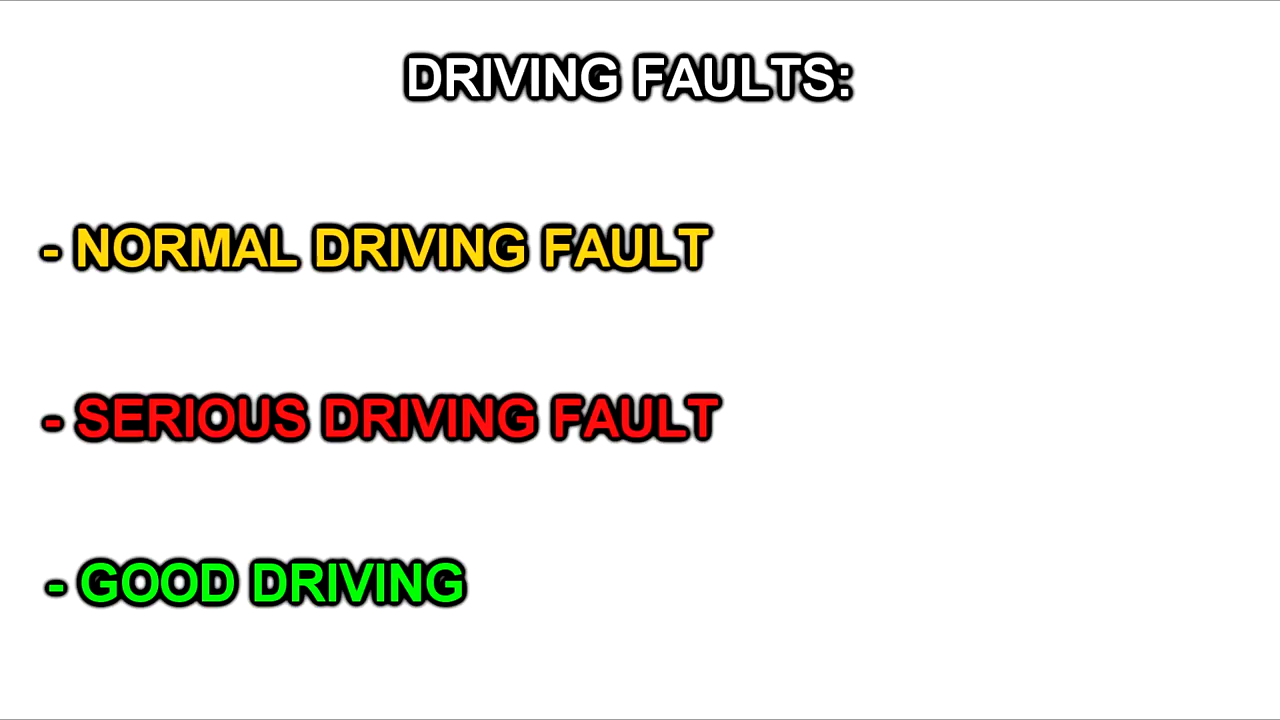 DRIVING FAULTS:
- NORMAL DRIVING FAULT
- SERIOUS DRIVING FAULT
- GOOD DRIVING